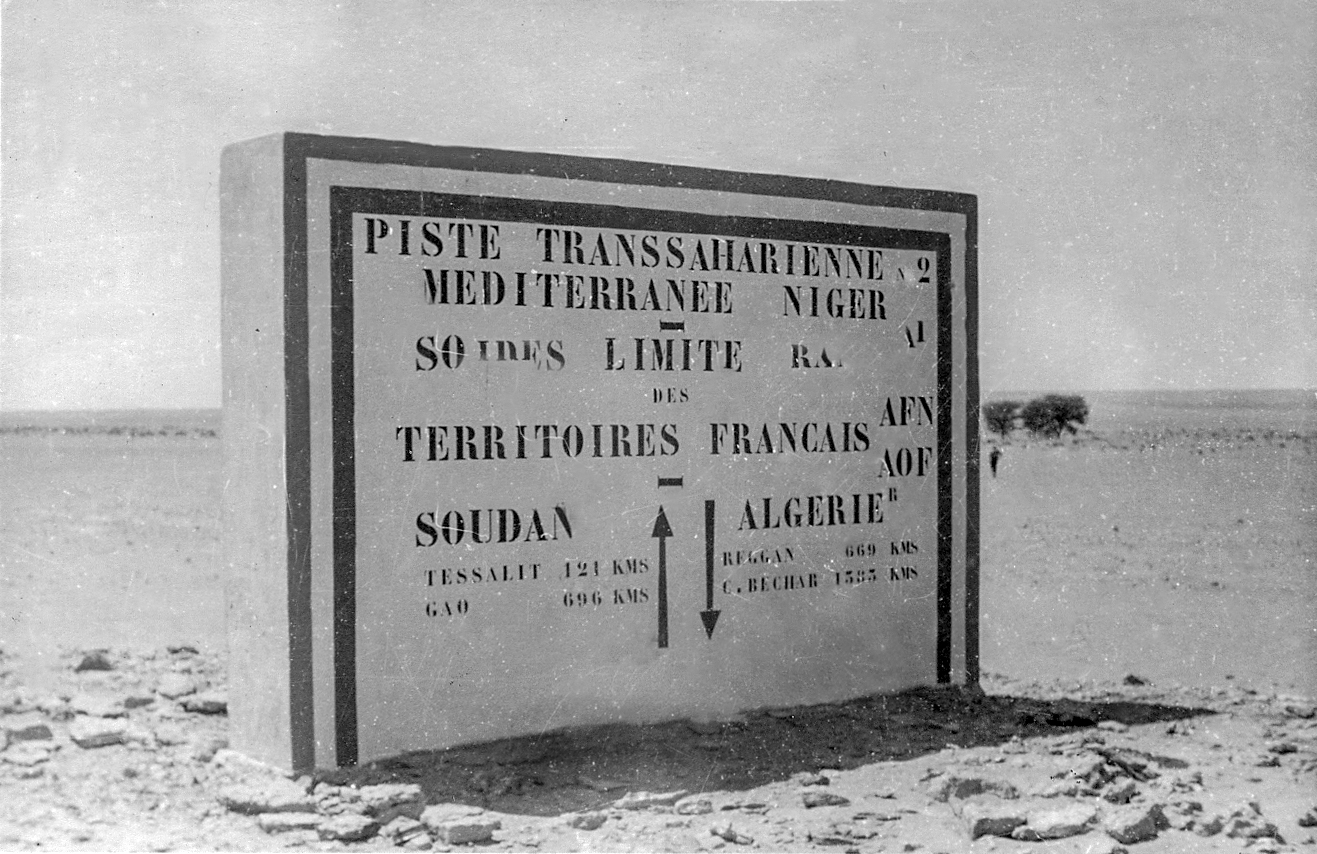 PISTE TRANSSAHARIENNE N 2
MEDITERRANEE NIGER
LIMITE
DES
TERRITOIRES FRANCAIS AFN
AOF
SOUDAN ALGERIE R
TESSALIT 121 KMS REGGAN 669 KMS
GAO 696 KMS C. BECHAR 1385 KMS